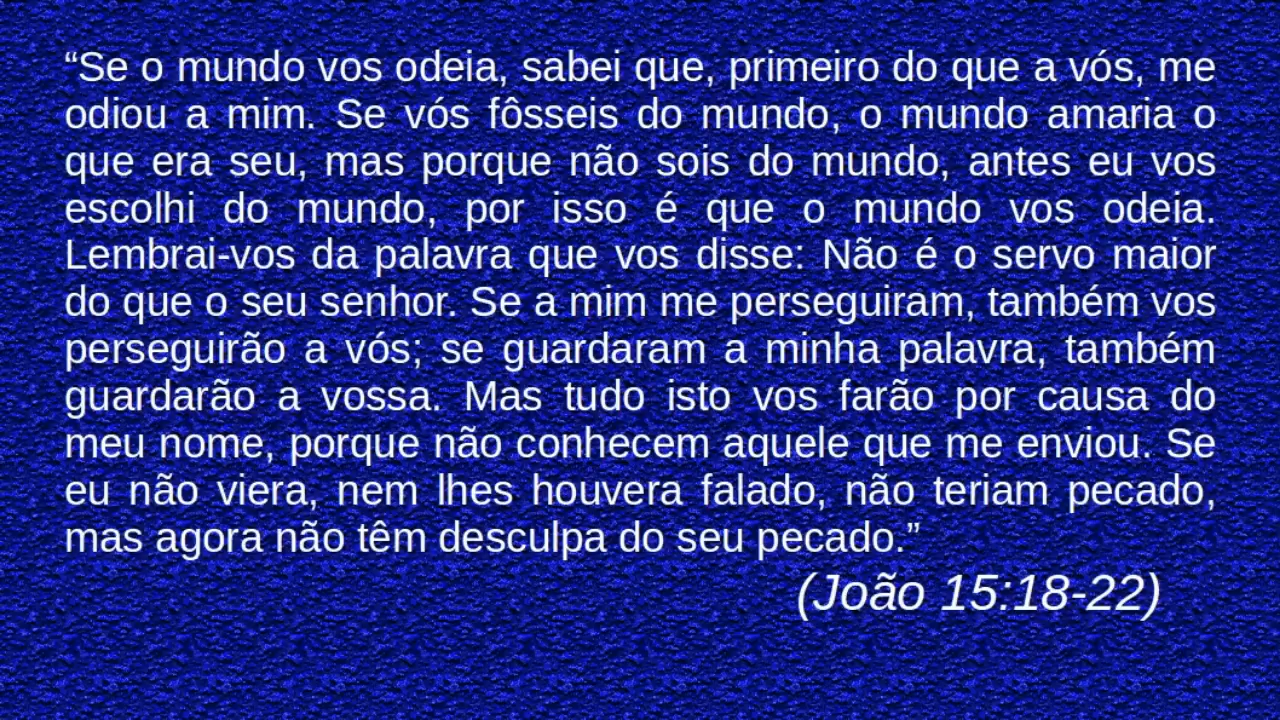 “Se o mundo vos odeia, sabei que, primeiro do que a vós, me
odiou a mim. Se vós fôsseis do mundo, o mundo amaria o
que era seu, mas porque não sois do mundo, antes eu vos
escolhi do mundo, por isso é que o mundo vos odeia.
Lembrai-vos da palavra que vos disse: Não é o servo maior
do que o seu senhor. Se a mim me perseguiram, também vos
perseguirão a vós; se guardaram a minha palavra, também
guardarão a vossa. Mas tudo isto vos farão por causa do
meu nome, porque não conhecem aquele que me enviou. Se
eu não viera, nem lhes houvera falado, não teriam pecado,
mas agora não têm desculpa do seu pecado.”
(João 15:18-22)